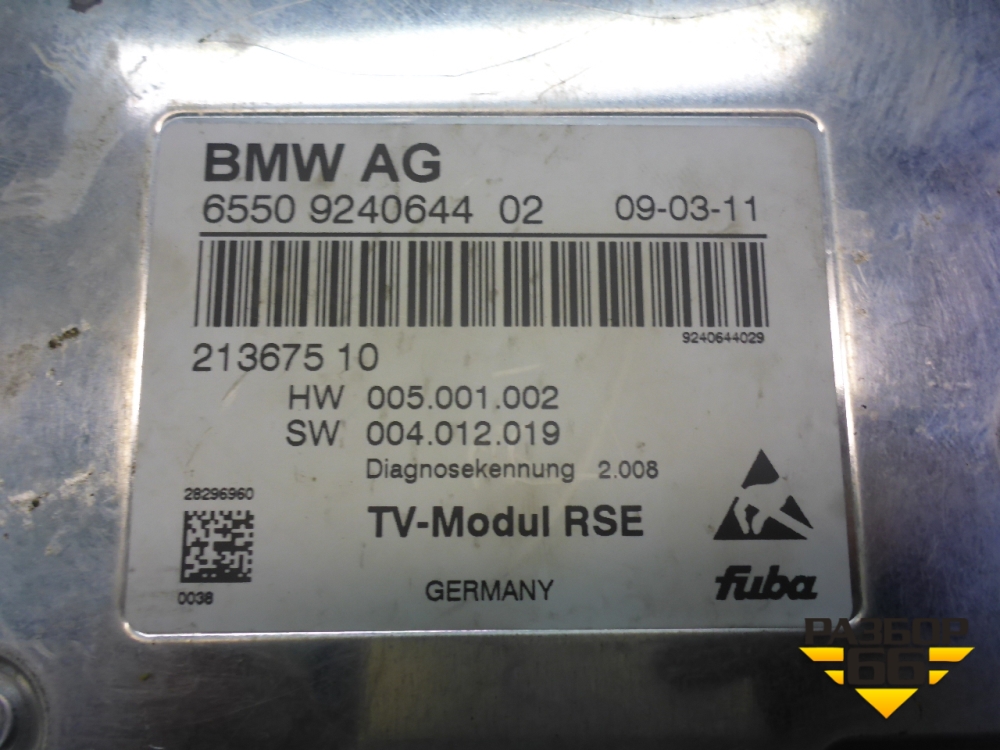 BMW AG
6550 9240644 02 09-03-11
9240644029
213675 10
HW 005.001.002
SW 004.012.019
Diagnosekennung 2.008
28296960
TV-Modul RSE
0038
GERMANY
fuba
РАЗБОР
66